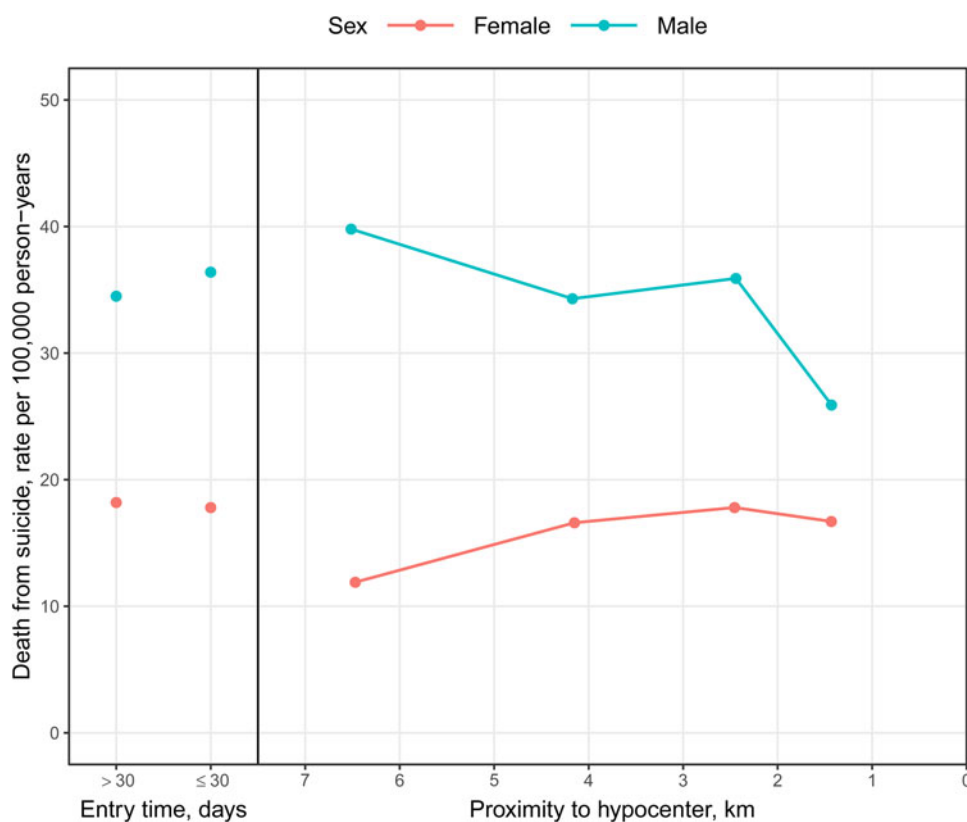 Sex Female Male
Death from suicide, rate per 100,000 person−years
50
40
30
20
10
0
> 30 ≤ 30 7 6 5 4 3 2 1 0
Entry time, days Proximity to hypocenter, km